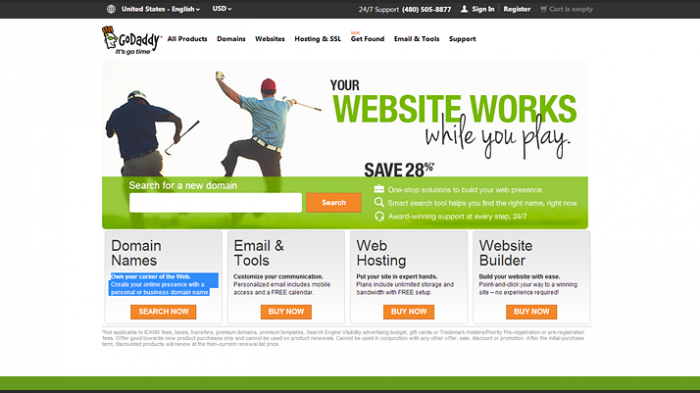 United States - English
USD
24/7 Support (480) 505-8877
Sign In
Register
Cart is empty
GoDaddy
It's go time
All Products
Domains
Websites
Hosting & SSL
NEW
Get Found
Email & Tools
Support
YOUR
WEBSITE WORKS
while you play.
SAVE 28%*
Search for a new domain
Search
One-stop solutions to build your web presence
Smart search tool helps you find the right name, right now
Award-winning support at every step, 24/7
Domain
Names
Own your corner of the Web.
Create your online presence with a
personal or business domain name
SEARCH NOW
Email &
Tools
Customize your communication.
Personalized email includes mobile
access and a FREE calendar.
BUY NOW
Web
Hosting
Put your site in expert hands.
Plans include unlimited storage and
bandwidth with FREE setup.
BUY NOW
Website
Builder
Build your website with ease.
Point-and-click your way to a winning
site – no experience required!
BUY NOW
*Not applicable to ICANN fees, taxes, transfers, premium domains, premium templates, Search Engine Visibility advertising budget, gift cards or Trademark Holders/Priority Pre-registration or pre-registration
fees. Offer good towards new product purchases only and cannot be used on product renewals. Cannot be used in conjunction with any other offer, sale, discount or promotion. After the initial purchase
term, discounted products will renew at the then-current renewal list price.